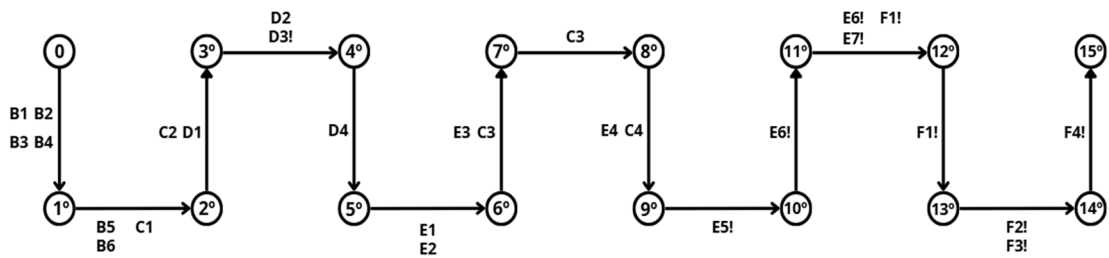 D2
D3!
E6! F1!
E7!
0
3º
4º
7º
C3
8º
11º
12º
15º
B1 B2
B3 B4
C2 D1
D4
E3 C3
E4 C4
E6!
F1!
F4!
1º
2º
5º
6º
9º
10º
13º
14º
B5 C1
B6
E1
E2
E5!
F2!
F3!